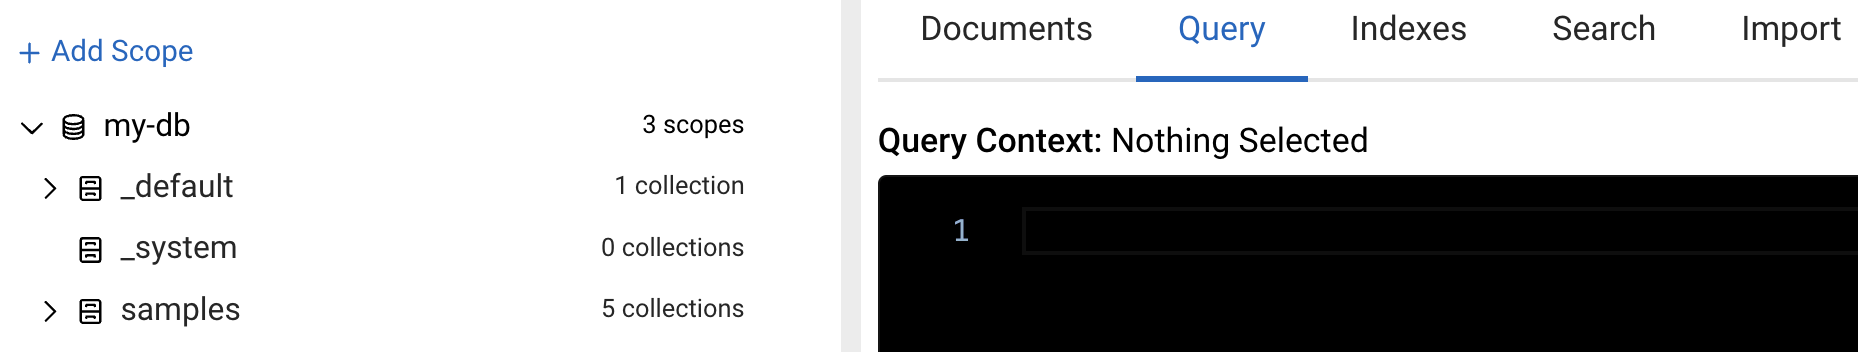 + Add Scope
my-db 3 scopes
_default 1 collection
_system 0 collections
samples 5 collections
Documents Query Indexes Search Import
Query Context: Nothing Selected
1